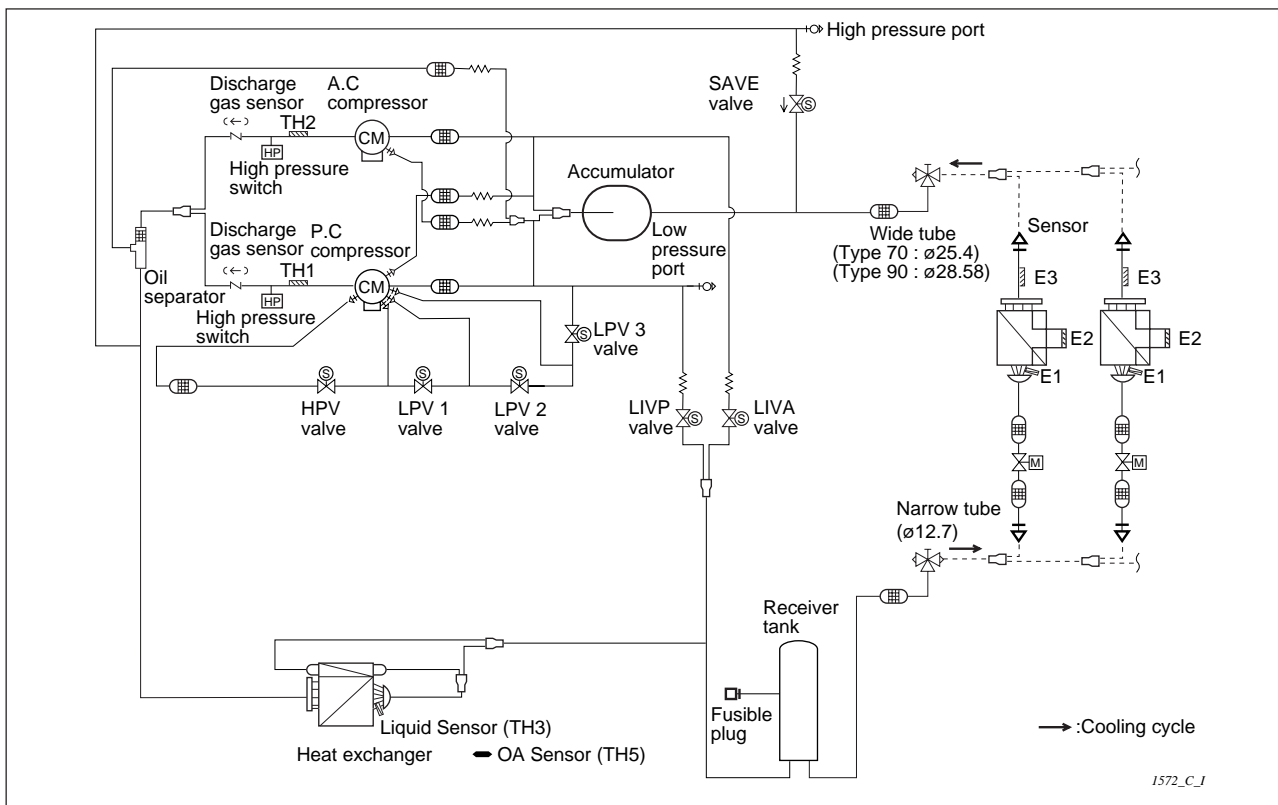 High pressure port
SAVE
valve
S
Discharge
gas sensor
A.C
compressor
TH2
CM
HP
High pressure
switch
Accumulator
Low
pressure
port
Wide tube
(Type 70 : ø25.4)
(Type 90 : ø28.58)
Sensor
E3
E3
E2
E2
E1
E1
M
M
Discharge
gas sensor
P.C
compressor
TH1
CM
HP
High pressure
switch
Oil
separator
S
LPV 3
valve
S
HPV
valve
S
LPV 1
valve
S
LPV 2
valve
S
LIVP
valve
S
LIVA
valve
Narrow tube
(ø12.7)
Receiver
tank
Fusible
plug
Liquid Sensor (TH3)
Heat exchanger
OA Sensor (TH5)
:Cooling cycle
1572_C_I